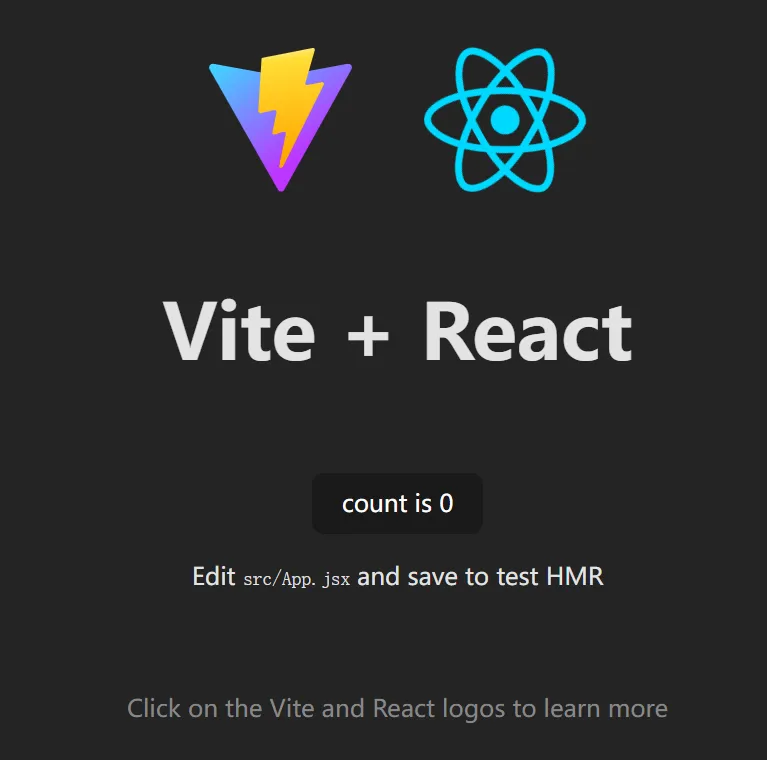 Vite + React
count is 0
Edit src/App.jsx and save to test HMR
Click on the Vite and React logos to learn more